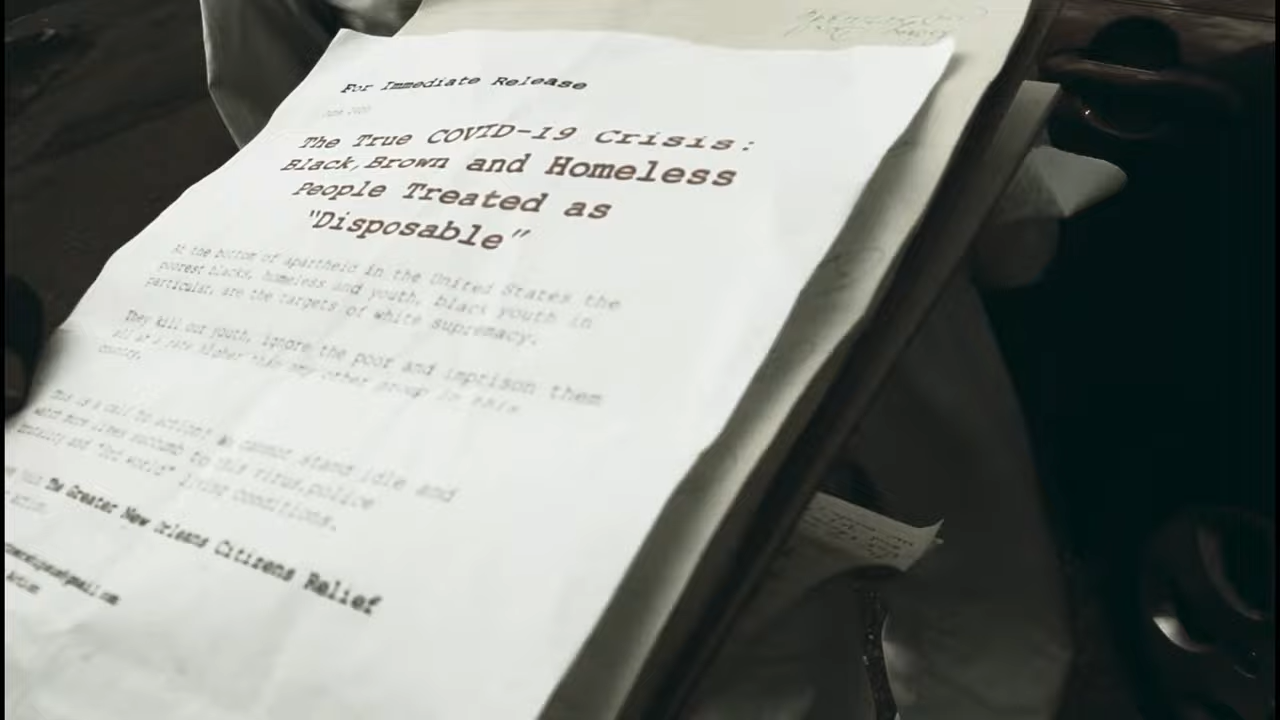 For Immediate Release
June 2020
The True COVID-19 Crisis:
Black, Brown and Homeless
People Treated as
"Disposable"
At the bottom of apartheid in the United States the
poorest blacks, homeless and youth, black youth in
particular, are the targets of white supremacy.
They kill our youth, ignore the poor and imprison them
all at a rate higher than any other group in this
country.
This is a call to action! We cannot stand idle and
want more lives succumb to this virus, police
brutality and "3rd world" living conditions.
The Greater New Orleans Citizens Relief